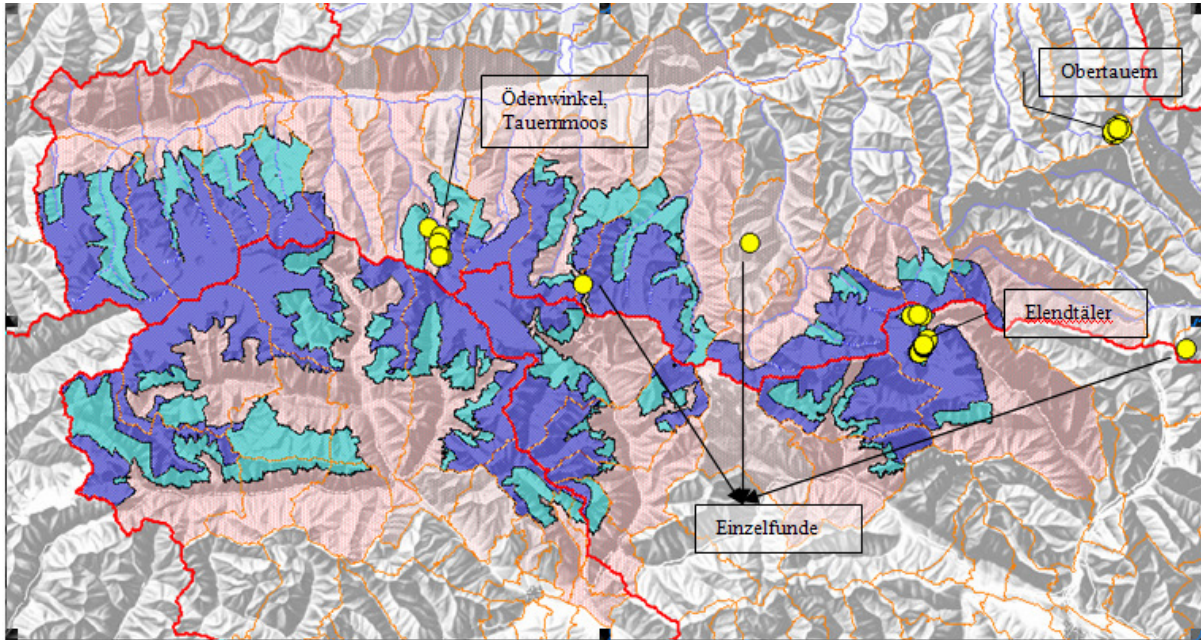 Obertauern
Ödenwinkel,
Tauernmoos
Elendtäler
Einzelfunde